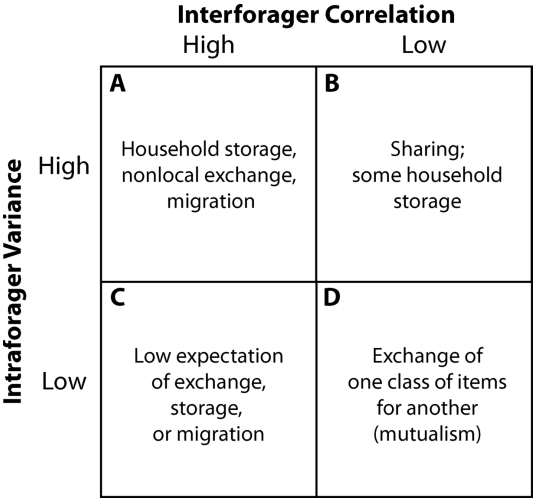 Interforager Correlation
High
Low
Intraforager Variance
High
A
Household storage,
nonlocal exchange,
migration
B
Sharing;
some household
storage
Low
C
Low expectation
of exchange,
storage,
or migration
D
Exchange of
one class of items
for another
(mutualism)